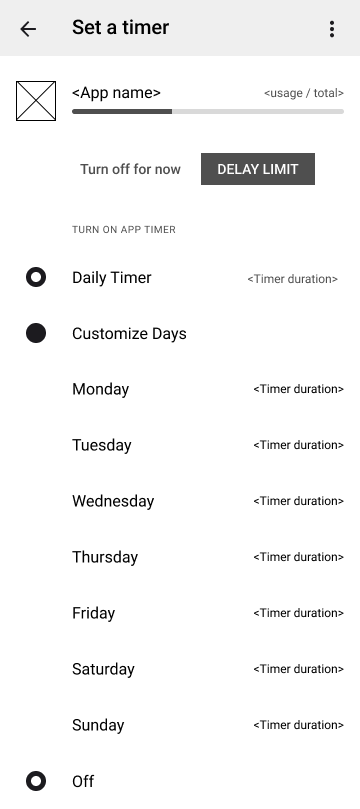 Set a timer
<App name>
<usage / total>
Turn off for now
DELAY LIMIT
TURN ON APP TIMER
Daily Timer
<Timer duration>
Customize Days
Monday
<Timer duration>
Tuesday
<Timer duration>
Wednesday
<Timer duration>
Thursday
<Timer duration>
Friday
<Timer duration>
Saturday
<Timer duration>
Sunday
<Timer duration>
Off